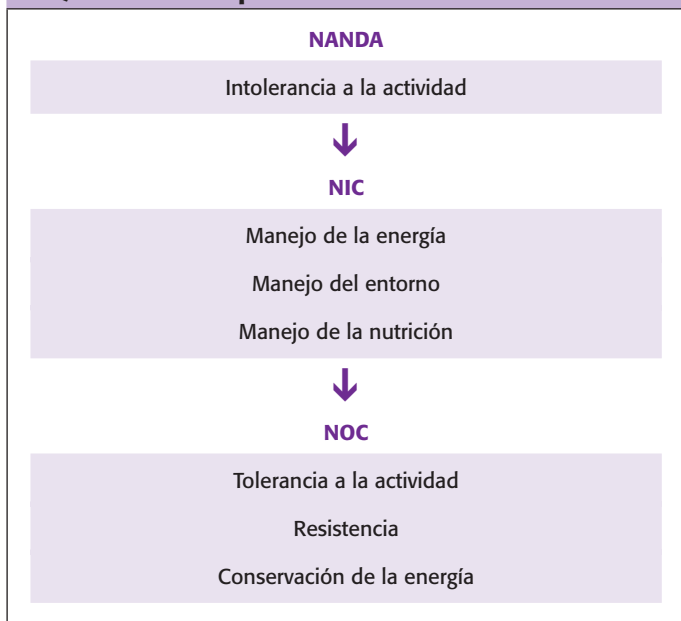 NANDA
Intolerancia a la actividad
NIC
Manejo de la energía
Manejo del entorno
Manejo de la nutrición
NOC
Tolerancia a la actividad
Resistencia
Conservación de la energía